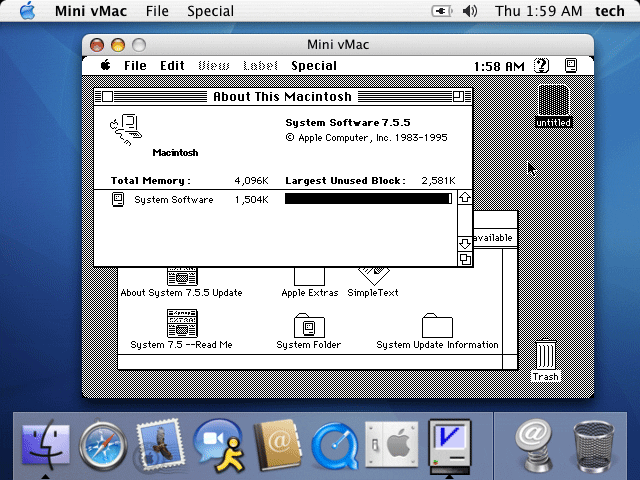 Mini vMac File Special Thu 1:59 AM tech
Mini vMac
File Edit View Label Special 1:58 AM
About This Macintosh
System Software 7.5.5
© Apple Computer, Inc. 1983-1995
Macintosh
Total Memory : 4,096K Largest Unused Block : 2,581K
System Software 1,504K
untitled
available
About System 7.5.5 Update Apple Extras SimpleText
System 7.5 --Read Me System Folder System Update Information
Trash